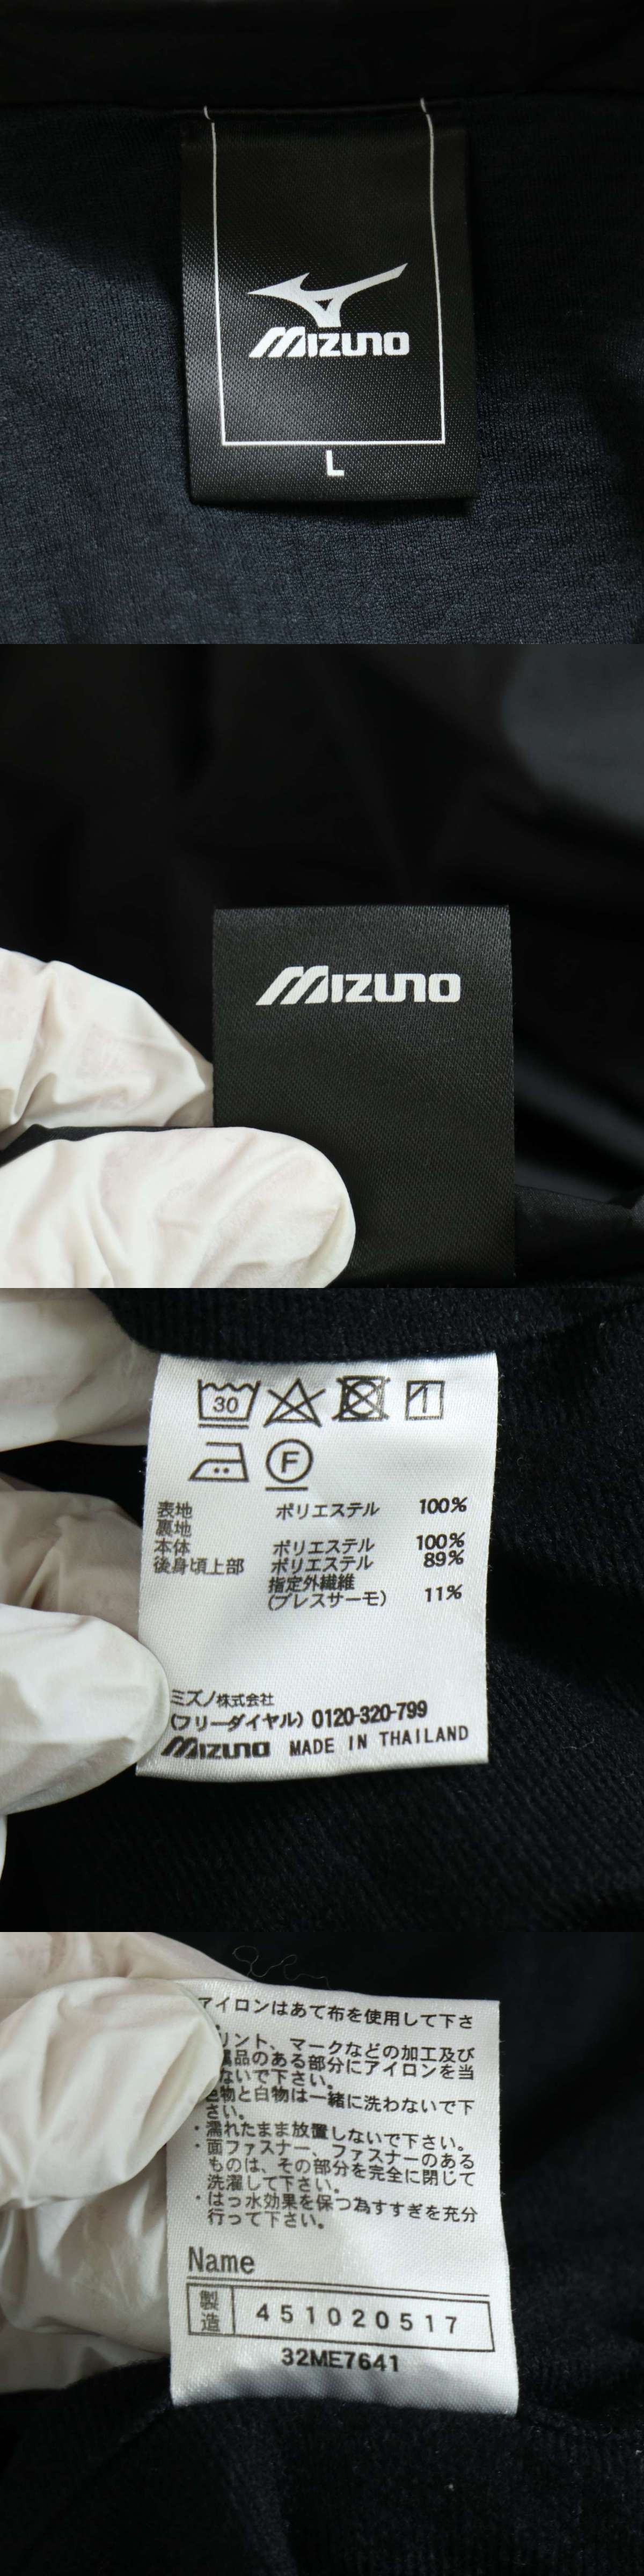 MIZUNO
L
MIZUNO
30
F
表地 ポリエステル 100%
裏地
本体 ポリエステル 100%
後身頃上部 ポリエステル 89%
指定外繊維
(ブレスサーモ) 11%
ミズノ株式会社
(フリーダイヤル) 0120-320-799
MIZUNO MADE IN THAILAND
アイロンはあて布を使用して下さ
リント、マークなどの加工及び
属品のある部分にアイロンを当
ないで下さい。
色物と白物は一緒に洗わないで下
さい。
・濡れたまま放置しないで下さい。
・面ファスナー、ファスナーのある
ものは、その部分を完全に閉じて
洗濯して下さい。
・はっ水効果を保つ為すすぎを充分
行って下さい。
Name
製造 451020517
32ME7641